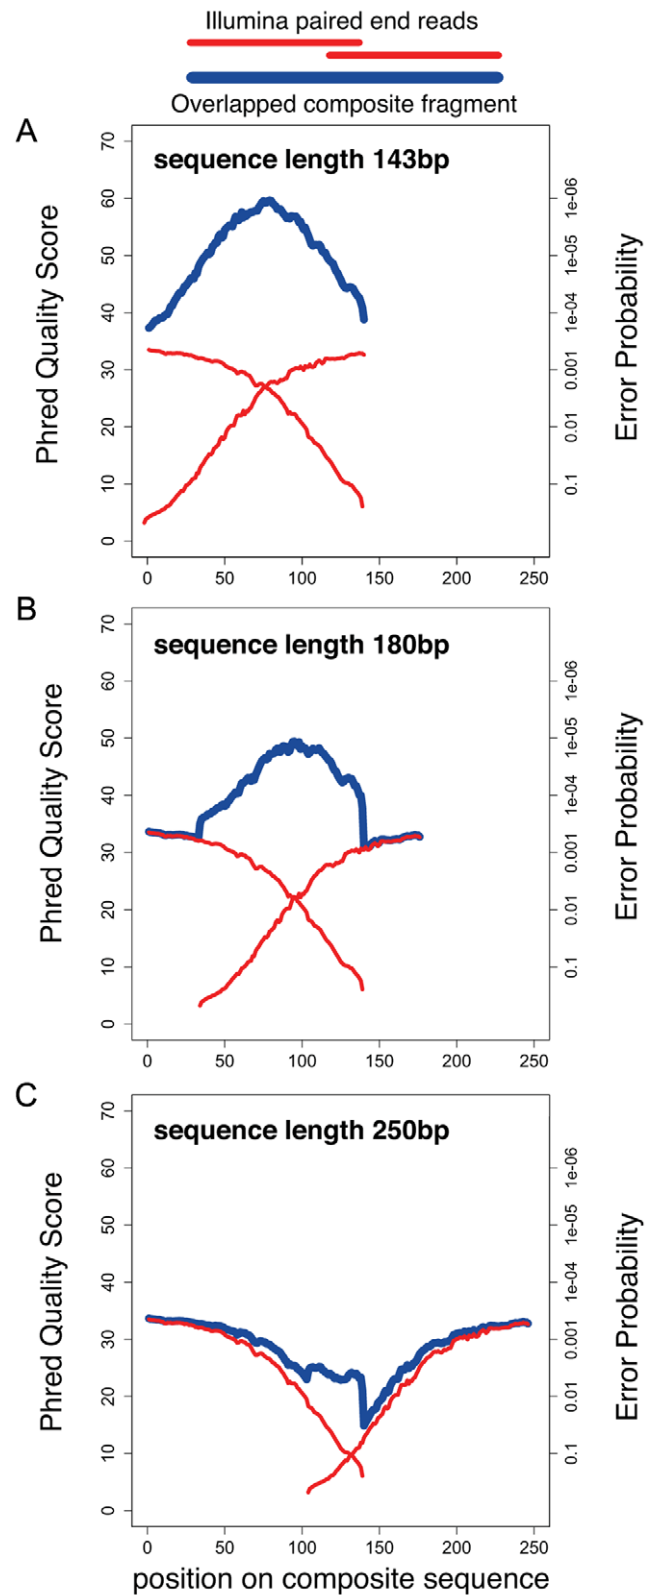 Illumina paired end reads
Overlapped composite fragment
A
sequence length 143bp
Phred Quality Score
70
60
50
40
30
20
10
0
1e-06
1e-05
1e-04
0.001
0.01
0.1
Error Probability
0 50 100 150 200 250
B
sequence length 180bp
Phred Quality Score
70
60
50
40
30
20
10
0
1e-06
1e-05
1e-04
0.001
0.01
0.1
Error Probability
0 50 100 150 200 250
C
sequence length 250bp
Phred Quality Score
70
60
50
40
30
20
10
0
1e-06
1e-05
1e-04
0.001
0.01
0.1
Error Probability
0 50 100 150 200 250
position on composite sequence